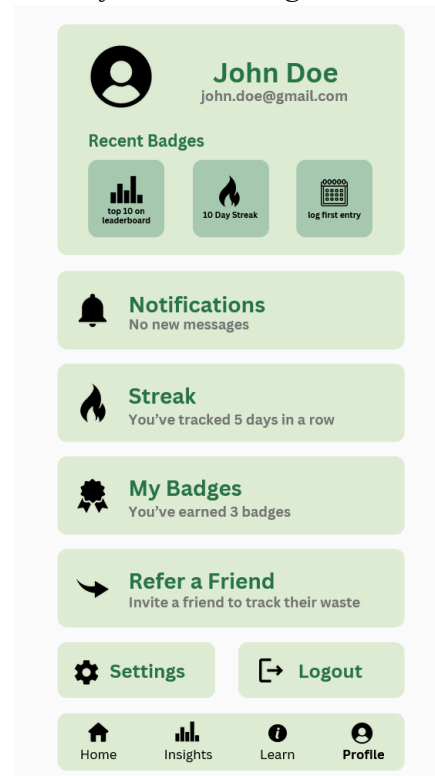 John Doe
john.doe@gmail.com
Recent Badges
top 10 on
leaderboard
10 Day Streak
log first entry
Notifications
No new messages
Streak
You've tracked 5 days in a row
My Badges
You've earned 3 badges
Refer a Friend
Invite a friend to track their waste
Settings
Logout
Home
Insights
Learn
Profile